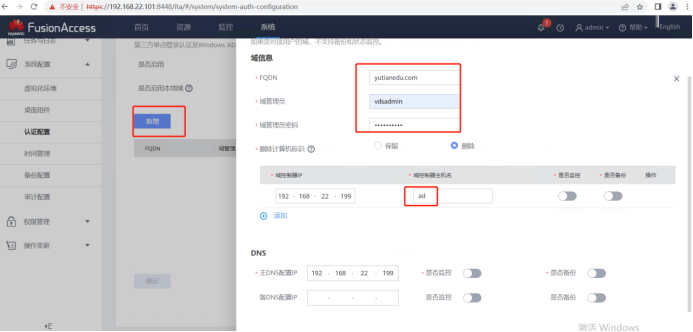 不安全 | https://192.168.22.101:8448/ita/#/system/system-auth-configuration
HUAWEI FusionAccess 首页 资源 监控 系统 admin 帮助 English
任务与日志
系统配置
虚拟化环境
桌面组件
认证配置
时间管理
备份配置
审计配置
权限管理
操作变更
第三方单点登录认证及Windows AD
是否启用
是否启用本地域
新增
FQDN 域管理
确定
如果是对接用户的域,不支持备份和状态监控。
域信息
* FQDN yutianedu.com
* 域管理员 vdsadmin
* 域管理员密码 ··········
* 删除计算机标识 保留 删除
* 域控制器IP * 域控制器主机名 * 是否监控 * 是否备份 操作
192 . 168 . 22 . 199 ad
添加
DNS
* 主DNS配置IP 192 . 168 . 22 . 199 * 是否监控 * 是否备份
备DNS配置IP . . . 是否监控 是否备份
激活 Windows